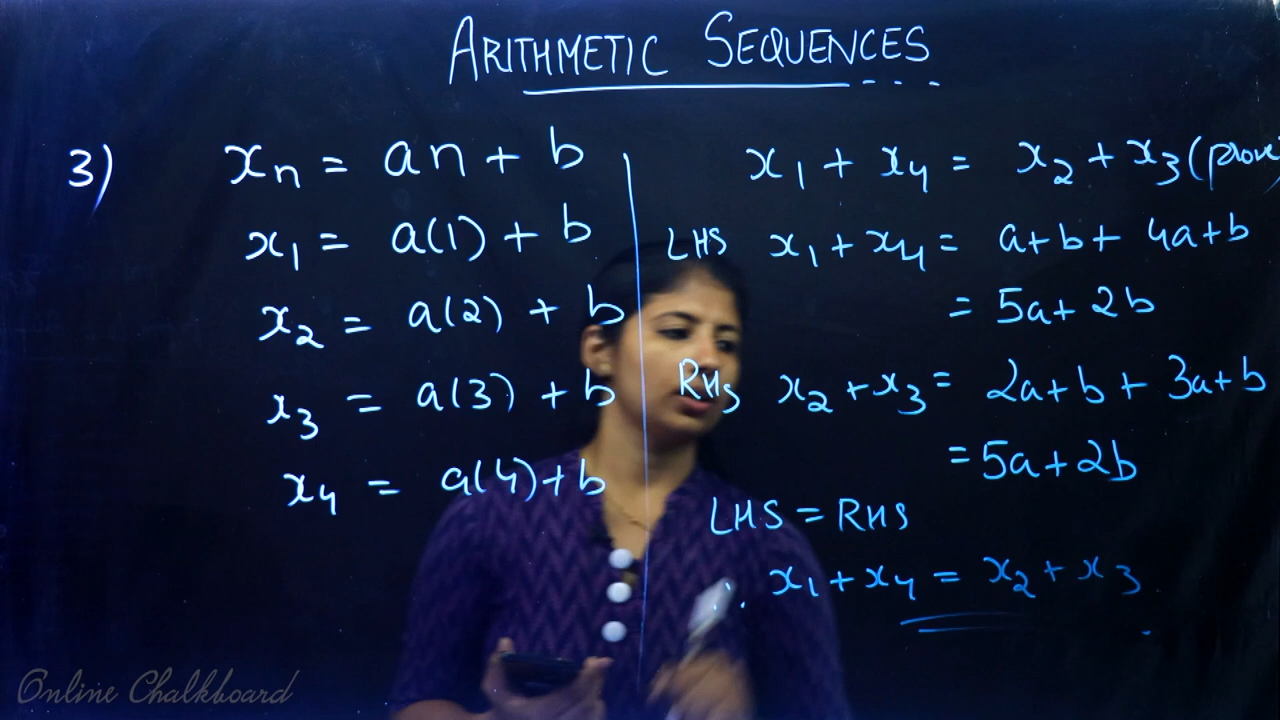 ARITHMETIC SEQUENCES
3)
xₙ = an + b
x₁ = a(1) + b
x₂ = a(2) + b
x₃ = a(3) + b
x₄ = a(4) + b
x₁ + x₄ = x₂ + x₃ (prove)
LHS x₁ + x₄ = a+b + 4a+b
= 5a + 2b
RHS x₂ + x₃ = 2a+b + 3a+b
= 5a + 2b
LHS = RHS
∴ x₁ + x₄ = x₂ + x₃
Online Chalkboard